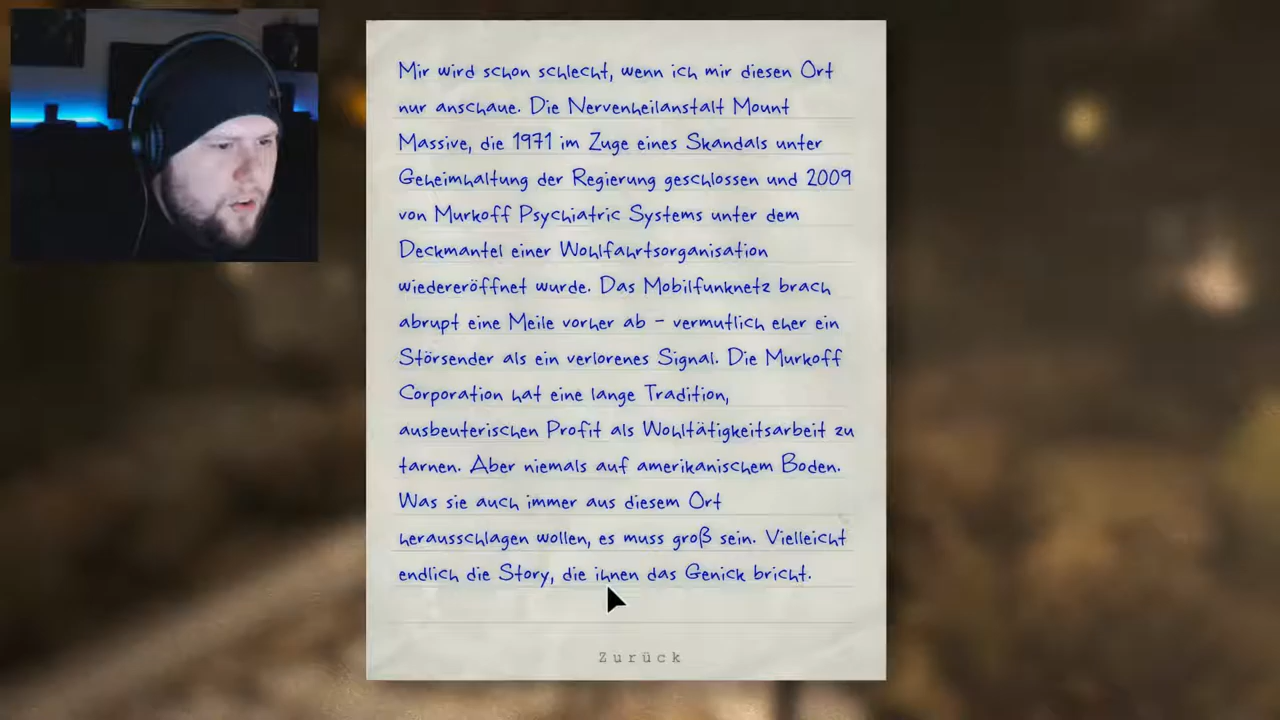 Mir wird schon schlecht, wenn ich mir diesen Ort
nur anschaue. Die Nervenheilanstalt Mount
Massive, die 1971 im Zuge eines Skandals unter
Geheimhaltung der Regierung geschlossen und 2009
von Murkoff Psychiatric Systems unter dem
Deckmantel einer Wohlfahrtsorganisation
wiedereröffnet wurde. Das Mobilfunknetz brach
abrupt eine Meile vorher ab - vermutlich eher ein
Störsender als ein verlorenes Signal. Die Murkoff
Corporation hat eine lange Tradition,
ausbeuterischen Profit als Wohltätigkeitsarbeit zu
tarnen. Aber niemals auf amerikanischem Boden.
Was sie auch immer aus diesem Ort
herausschlagen wollen, es muss groß sein. Vielleicht
endlich die Story, die ihnen das Genick bricht.
Zurück